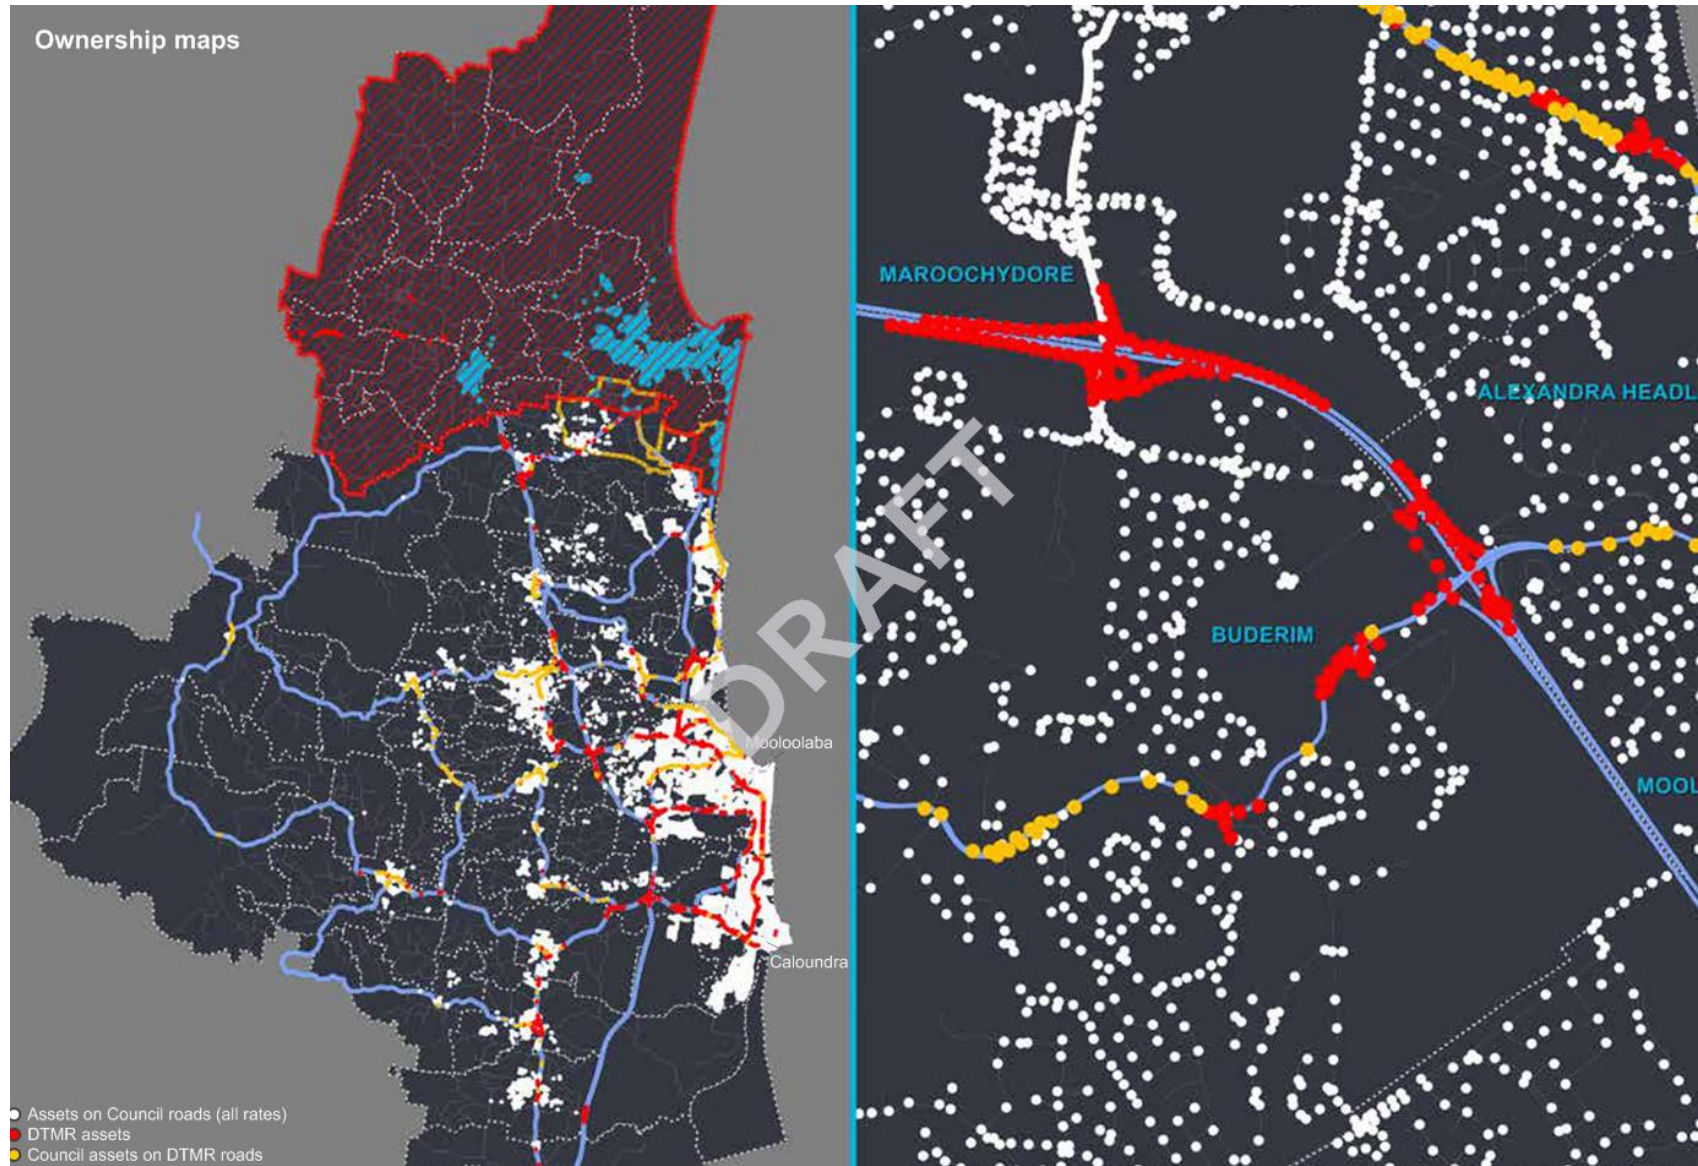 Ownership maps
MAROOCHYDORE
ALEXANDRA HEADL
DRAFT
BUDERIM
Mooloolaba
MOOL
Caloundra
Assets on Council roads (all rates)
DTMR assets
Council assets on DTMR roads